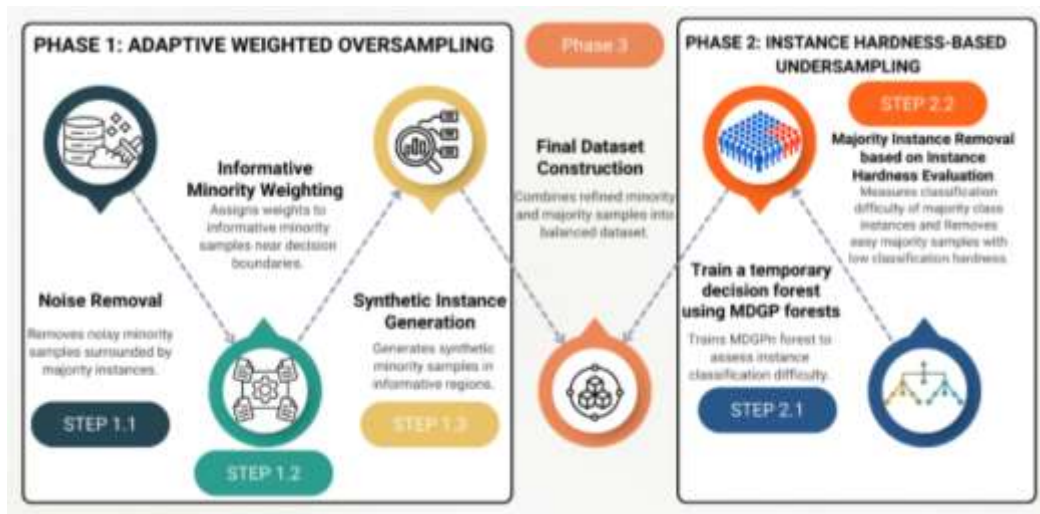 PHASE 1: ADAPTIVE WEIGHTED OVERSAMPLING
Noise Removal
Removes noisy minority
samples surrounded by
majority instances.
STEP 1.1
Informative
Minority Weighting
Assigns weights to
informative minority
samples near decision
boundaries.
STEP 1.2
Synthetic Instance
Generation
Generates synthetic
minority samples in
informative regions.
STEP 1.3
Phase 3
Final Dataset
Construction
Combines refined minority
and majority samples into
balanced dataset.
PHASE 2: INSTANCE HARDNESS-BASED
UNDERSAMPLING
STEP 2.2
Majority Instance Removal
based on Instance
Hardness Evaluation
Measures classification
difficulty of majority class
instances and Removes
easy majority samples with
low classification hardness.
Train a temporary
decision forest
using MDGP forests
Trains MDGPn forest to
assess instance
classification difficulty.
STEP 2.1